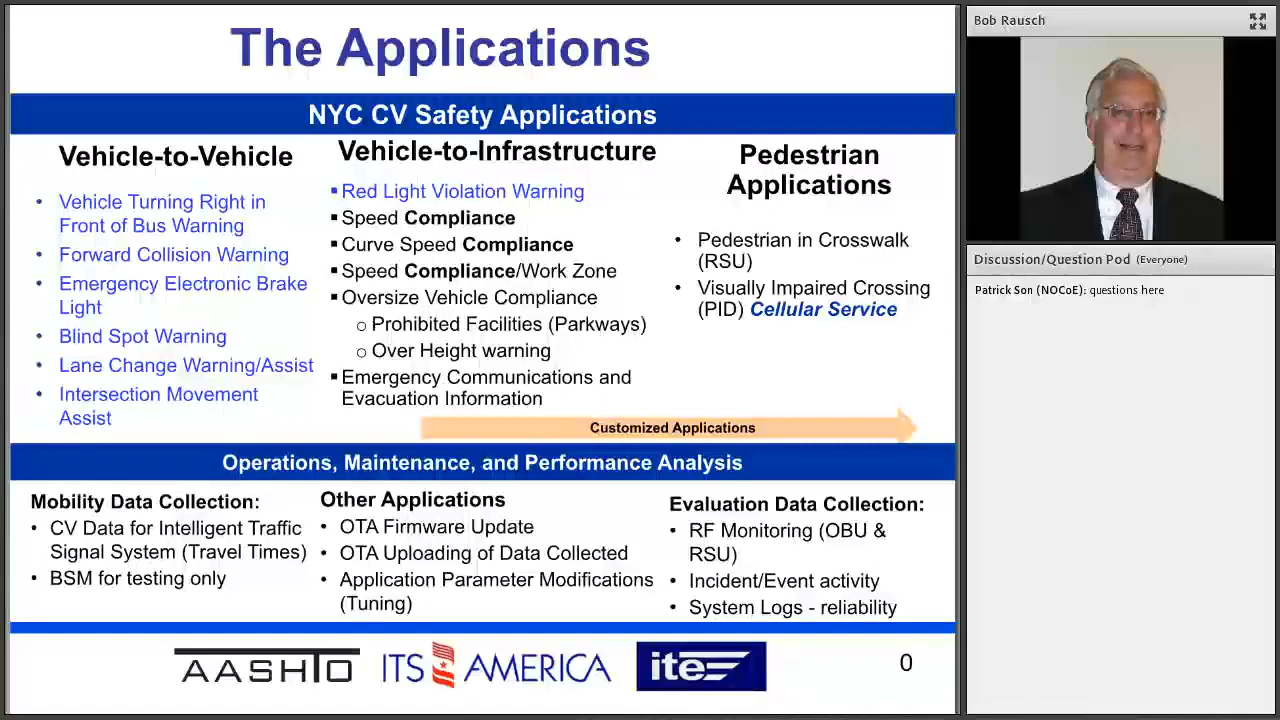 The Applications
NYC CV Safety Applications
Vehicle-to-Vehicle
Vehicle Turning Right in
Front of Bus Warning
Forward Collision Warning
Emergency Electronic Brake
Light
Blind Spot Warning
Lane Change Warning/Assist
Intersection Movement
Assist
Vehicle-to-Infrastructure
Red Light Violation Warning
Speed Compliance
Curve Speed Compliance
Speed Compliance/Work Zone
Oversize Vehicle Compliance
Prohibited Facilities (Parkways)
Over Height warning
Emergency Communications and
Evacuation Information
Pedestrian
Applications
Pedestrian in Crosswalk
(RSU)
Visually Impaired Crossing
(PID) Cellular Service
Customized Applications
Operations, Maintenance, and Performance Analysis
Mobility Data Collection:
CV Data for Intelligent Traffic
Signal System (Travel Times)
BSM for testing only
Other Applications
OTA Firmware Update
OTA Uploading of Data Collected
Application Parameter Modifications
(Tuning)
Evaluation Data Collection:
RF Monitoring (OBU &
RSU)
Incident/Event activity
System Logs - reliability
AASHTO
ITS AMERICA
ite
0
Bob Rausch
Discussion/Question Pod (Everyone)
Patrick Son (NOCoE): questions here